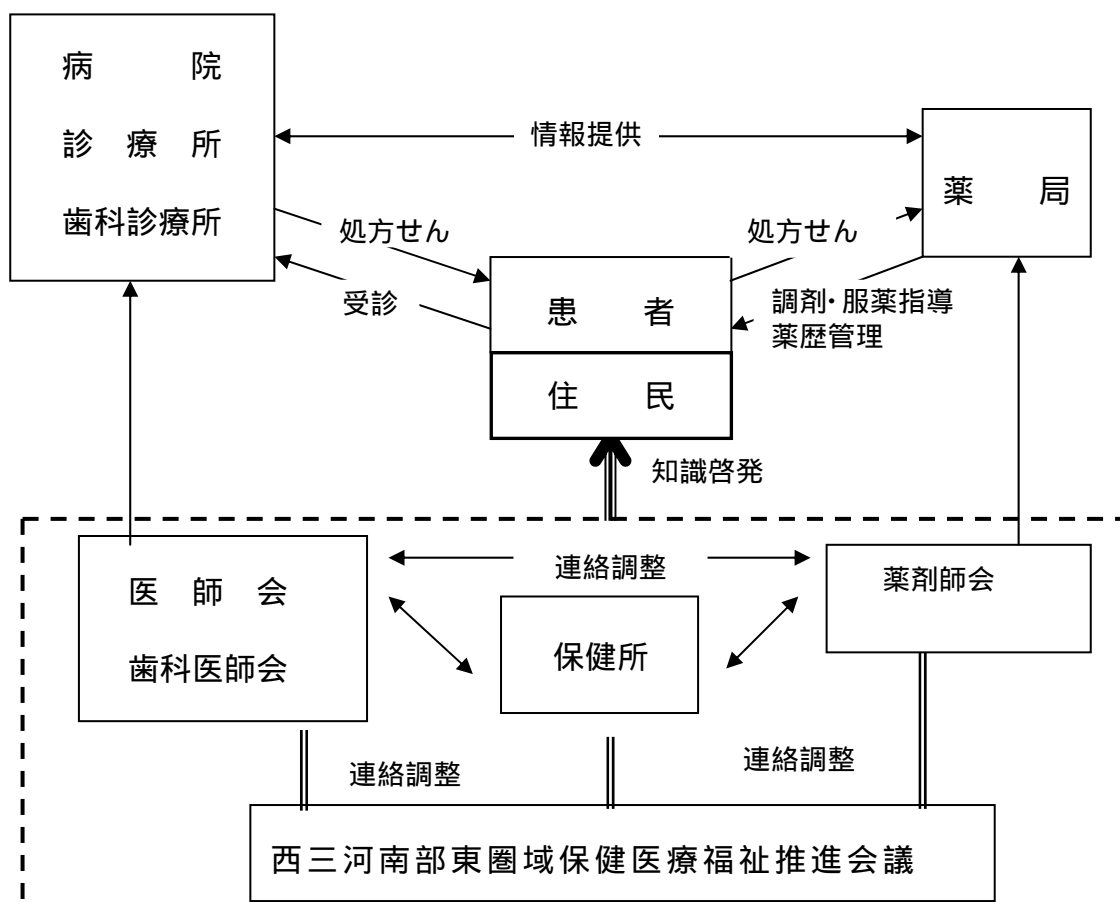 病 院
診 療 所
歯科診療所
情報提供
薬 局
処方せん
処方せん
受診
患 者
調剤・服薬指導
薬歴管理
住 民
知識啓発
連絡調整
医 師 会
歯科医師会
保健所
薬剤師会
連絡調整
連絡調整
西三河南部東圏域保健医療福祉推進会議